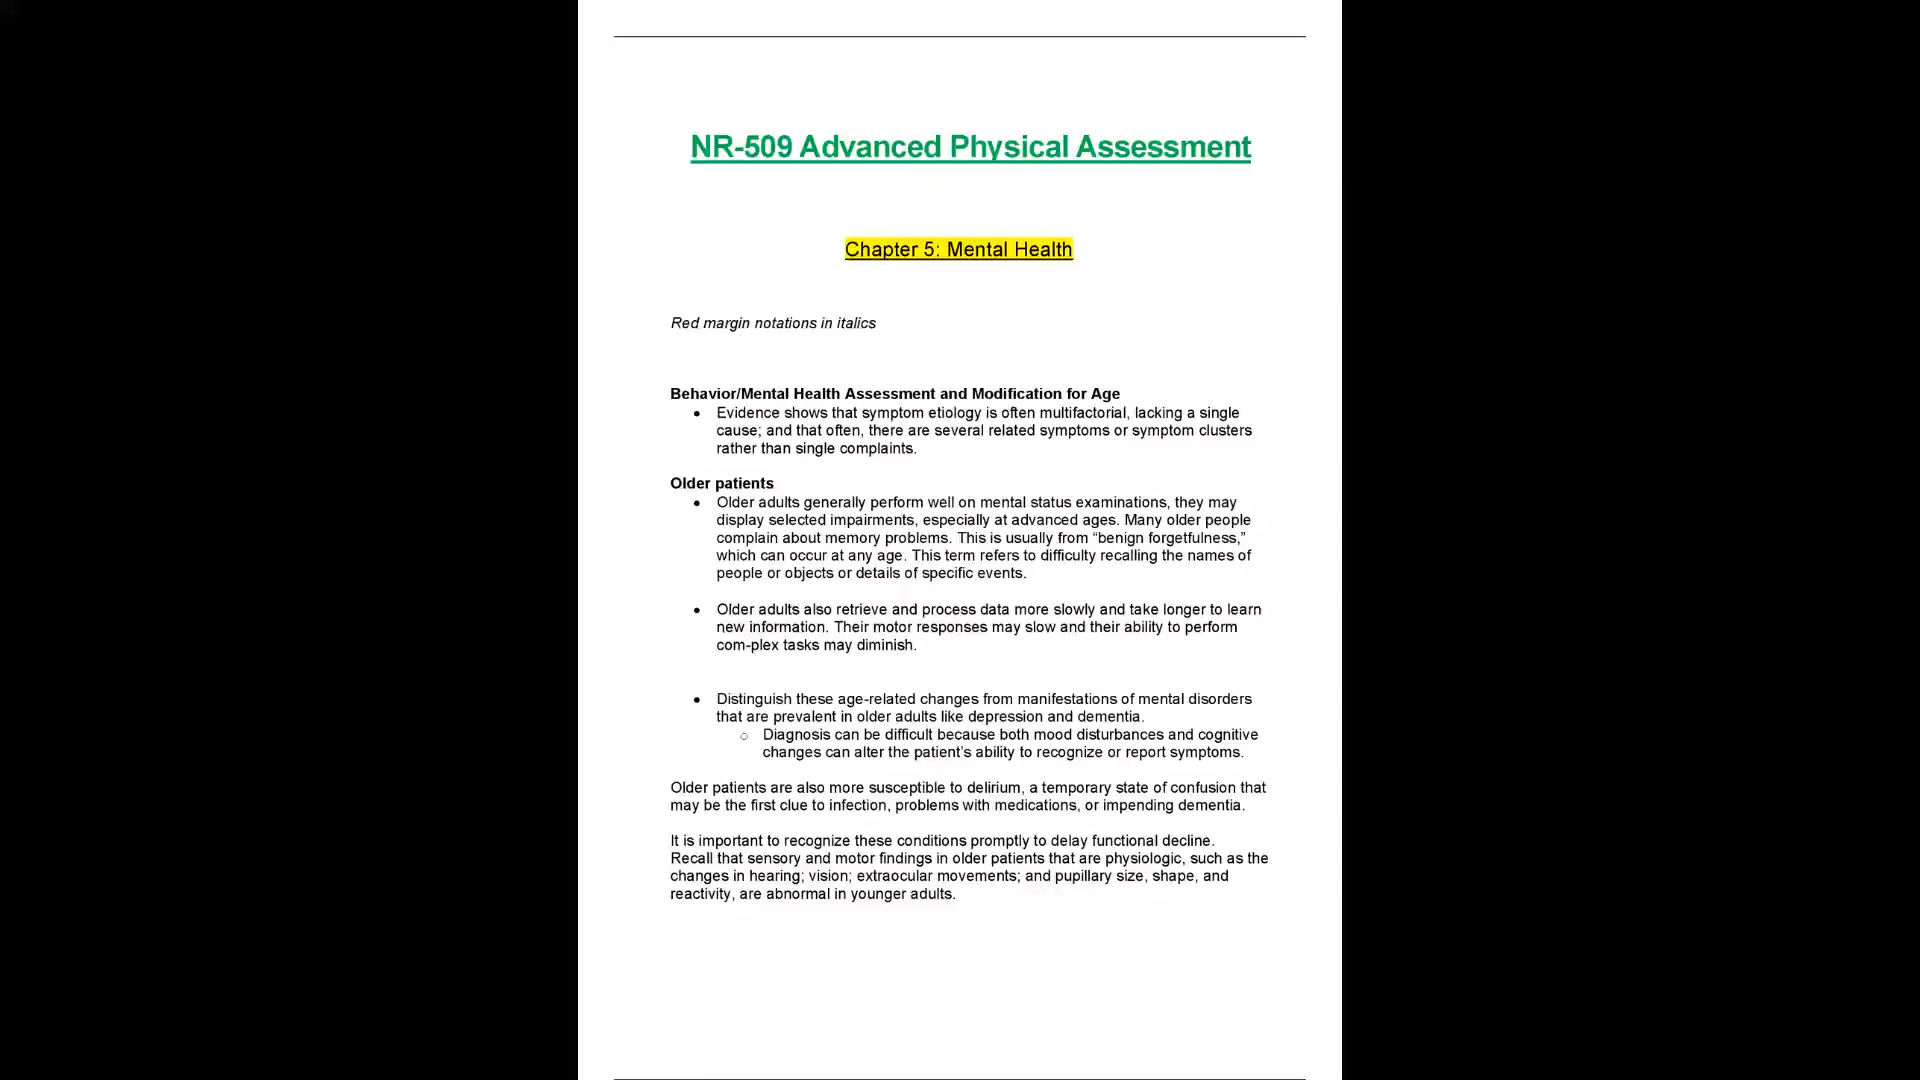 NR-509 Advanced Physical Assessment
Chapter 5: Mental Health
Red margin notations in italics
Behavior/Mental Health Assessment and Modification for Age
• Evidence shows that symptom etiology is often multifactorial, lacking a single
cause; and that often, there are several related symptoms or symptom clusters
rather than single complaints.
Older patients
• Older adults generally perform well on mental status examinations, they may
display selected impairments, especially at advanced ages. Many older people
complain about memory problems. This is usually from “benign forgetfulness,”
which can occur at any age. This term refers to difficulty recalling the names of
people or objects or details of specific events.
• Older adults also retrieve and process data more slowly and take longer to learn
new information. Their motor responses may slow and their ability to perform
com-plex tasks may diminish.
• Distinguish these age-related changes from manifestations of mental disorders
that are prevalent in older adults like depression and dementia.
○ Diagnosis can be difficult because both mood disturbances and cognitive
changes can alter the patient’s ability to recognize or report symptoms.
Older patients are also more susceptible to delirium, a temporary state of confusion that
may be the first clue to infection, problems with medications, or impending dementia.
It is important to recognize these conditions promptly to delay functional decline.
Recall that sensory and motor findings in older patients that are physiologic, such as the
changes in hearing; vision; extraocular movements; and pupillary size, shape, and
reactivity, are abnormal in younger adults.